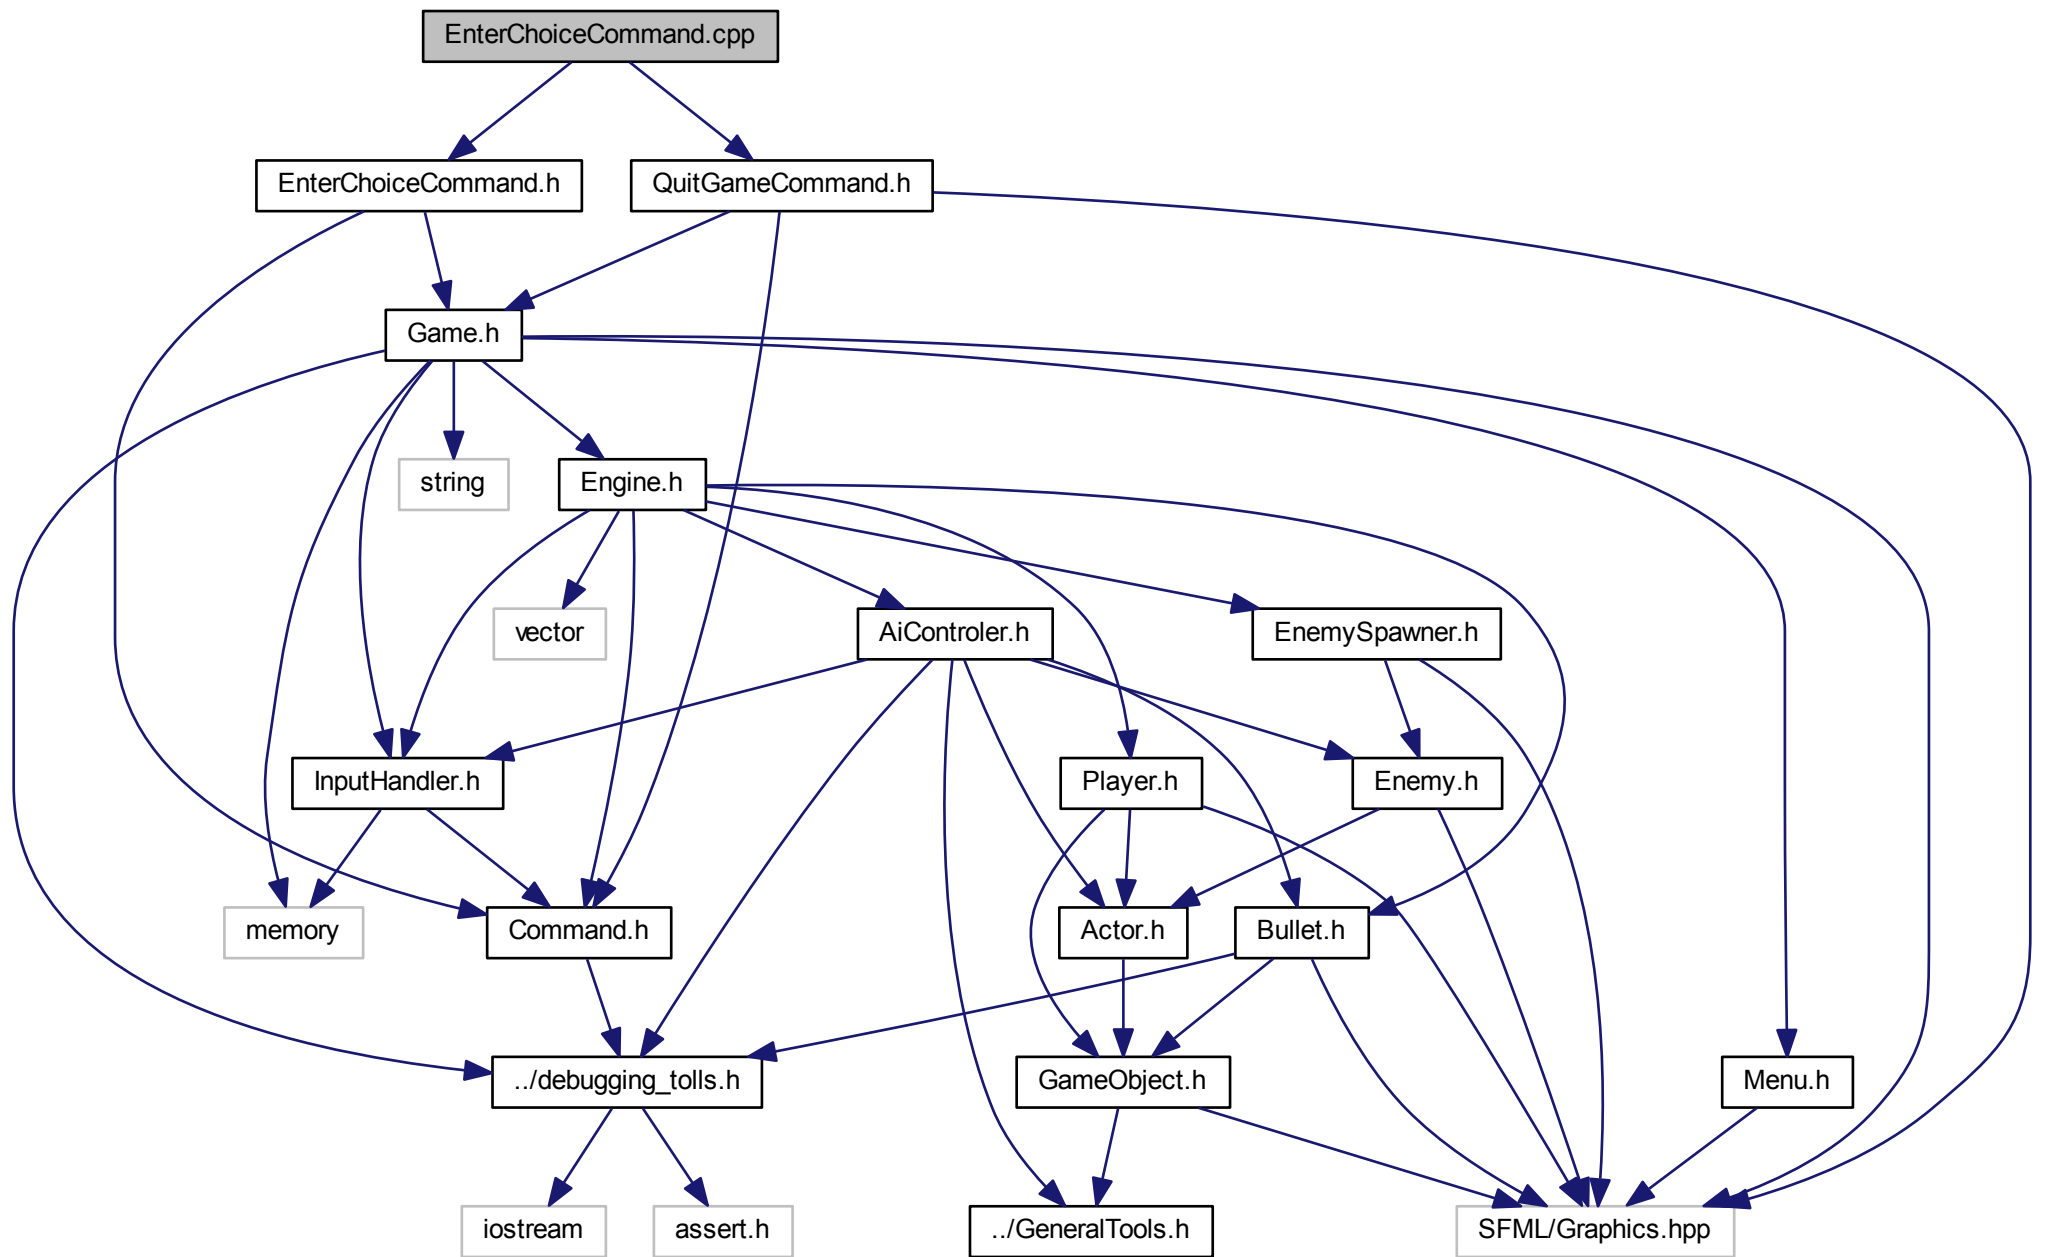 EnterChoiceCommand.cpp
EnterChoiceCommand.h
QuitGameCommand.h
Game.h
string
Engine.h
vector
AiControler.h
EnemySpawner.h
InputHandler.h
Player.h
Enemy.h
memory
Command.h
Actor.h
Bullet.h
../debugging_tolls.h
GameObject.h
Menu.h
iostream
assert.h
../GeneralTools.h
SFML/Graphics.hpp